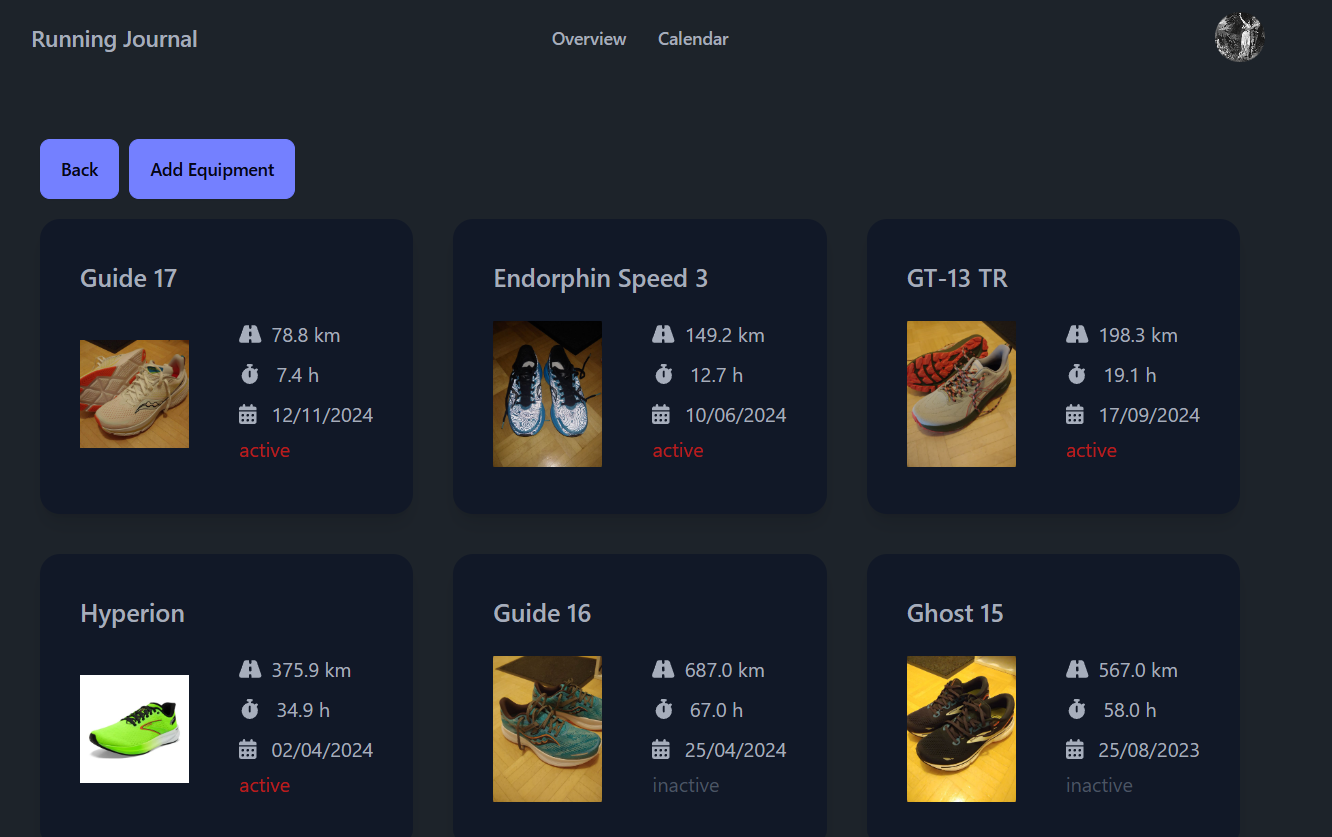 Running Journal
Overview
Calendar
Back
Add Equipment
Guide 17
78.8 km
7.4 h
12/11/2024
active
Endorphin Speed 3
149.2 km
12.7 h
10/06/2024
active
GT-13 TR
198.3 km
19.1 h
17/09/2024
active
Hyperion
375.9 km
34.9 h
02/04/2024
active
Guide 16
687.0 km
67.0 h
25/04/2024
inactive
Ghost 15
567.0 km
58.0 h
25/08/2023
inactive